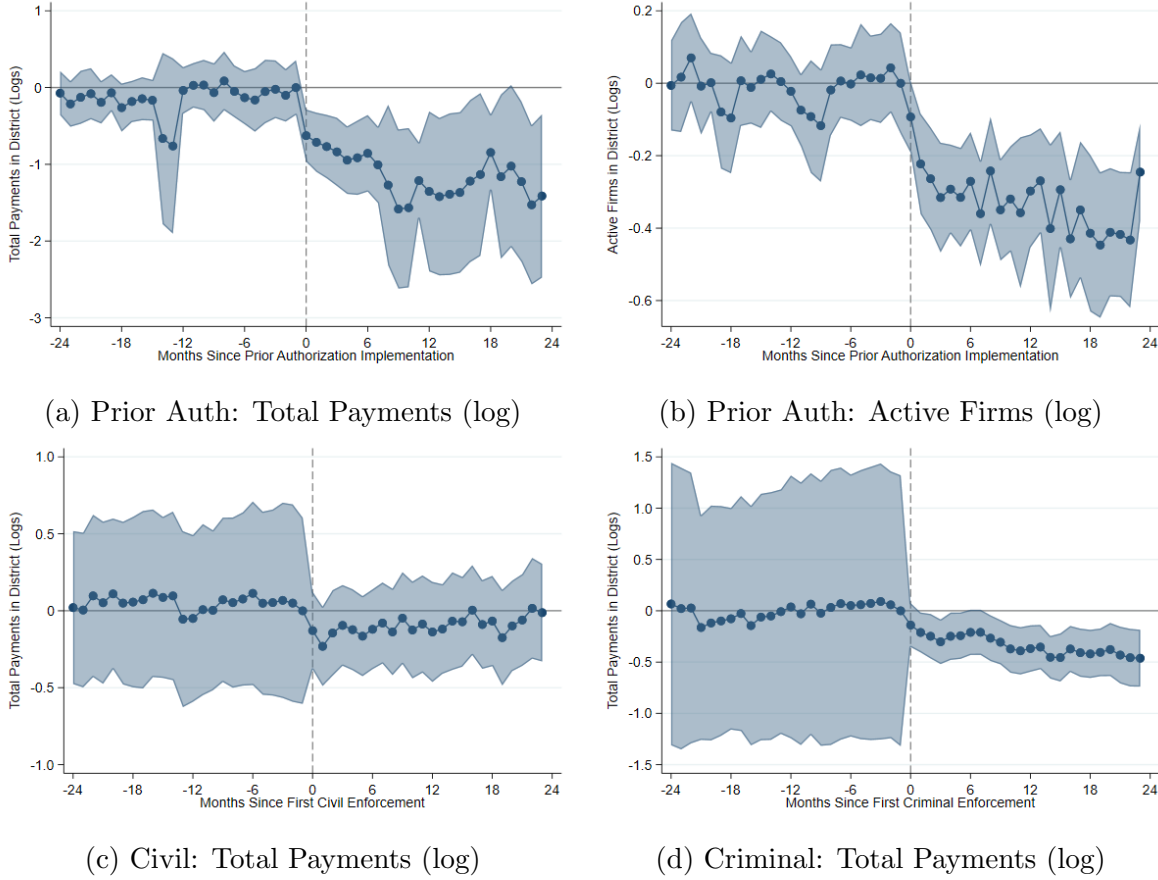 Total Payments in District (Logs)
1
0
-1
-2
-3
-24 -18 -12 -6 0 6 12 18 24
Months Since Prior Authorization Implementation
(a) Prior Auth: Total Payments (log)
Active Firms in District (Logs)
0.2
0
-0.2
-0.4
-0.6
-24 -18 -12 -6 0 6 12 18 24
Months Since Prior Authorization Implementation
(b) Prior Auth: Active Firms (log)
Total Payments in District (Logs)
1.0
0.5
0
-0.5
-1.0
-24 -18 -12 -6 0 6 12 18 24
Months Since First Civil Enforcement
(c) Civil: Total Payments (log)
Total Payments in District (Logs)
1.5
1.0
0.5
0
-0.5
-1.0
-1.5
-24 -18 -12 -6 0 6 12 18 24
Months Since First Criminal Enforcement
(d) Criminal: Total Payments (log)